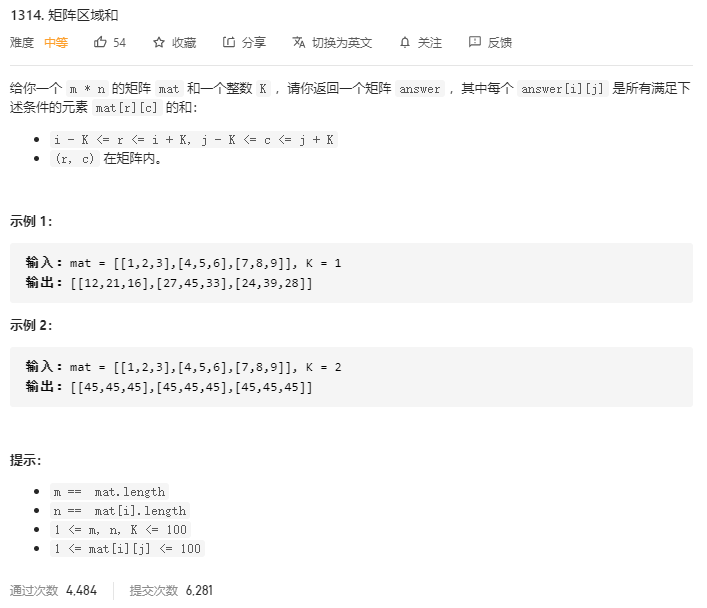 1314. 矩阵区域和
难度 中等 54 收藏 分享 切换为英文 关注 反馈
给你一个 m * n 的矩阵 mat 和一个整数 K ，请你返回一个矩阵 answer ，其中每个 answer[i][j] 是所有满足下
述条件的元素 mat[r][c] 的和：
i - K <= r <= i + K, j - K <= c <= j + K
(r, c) 在矩阵内。
示例 1：
输入：mat = [[1,2,3],[4,5,6],[7,8,9]], K = 1
输出：[[12,21,16],[27,45,33],[24,39,28]]
示例 2：
输入：mat = [[1,2,3],[4,5,6],[7,8,9]], K = 2
输出：[[45,45,45],[45,45,45],[45,45,45]]
提示：
m == mat.length
n == mat[i].length
1 <= m, n, K <= 100
1 <= mat[i][j] <= 100
通过次数 4,484 提交次数 6,281